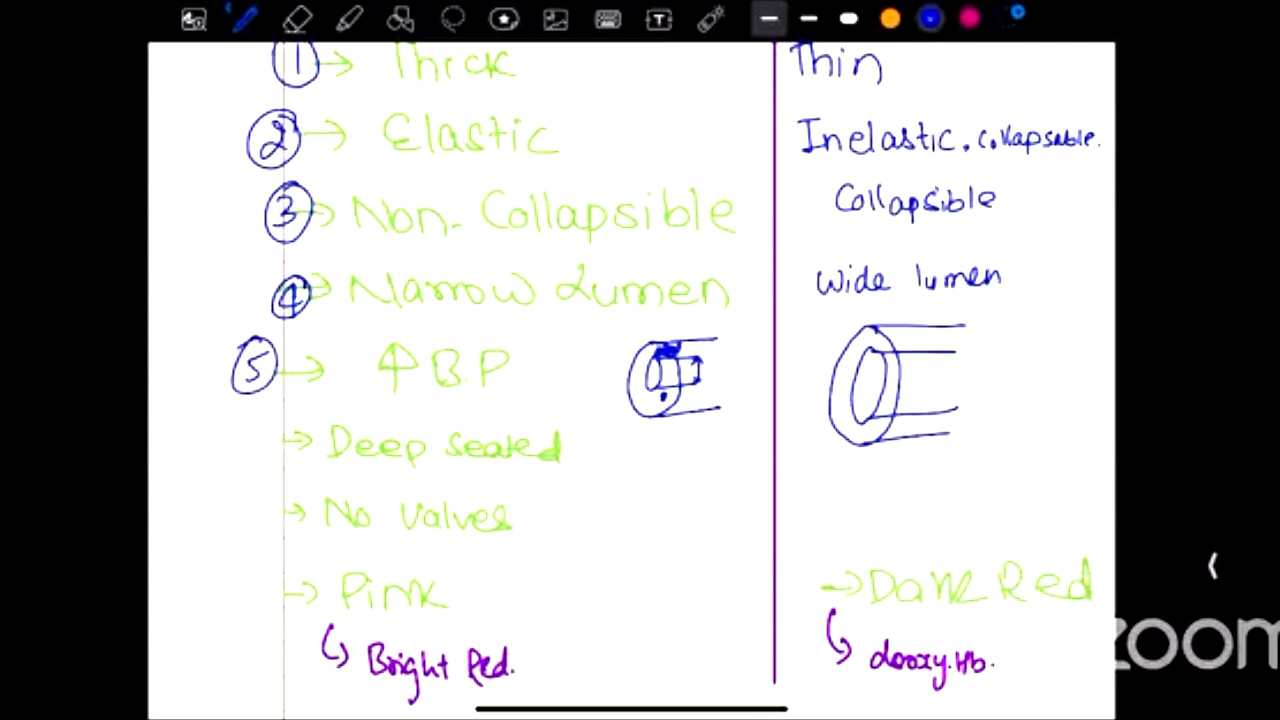 ① → Thick Thin
② → Elastic Inelastic. Collapsable.
③ → Non-Collapsible Collapsible
④ → Narrow Lumen Wide lumen
⑤ → ↑ B.P
→ Deep seated
→ No valves
→ Pink → Dark Red
Bright Red. deoxy.Hb.
zoom